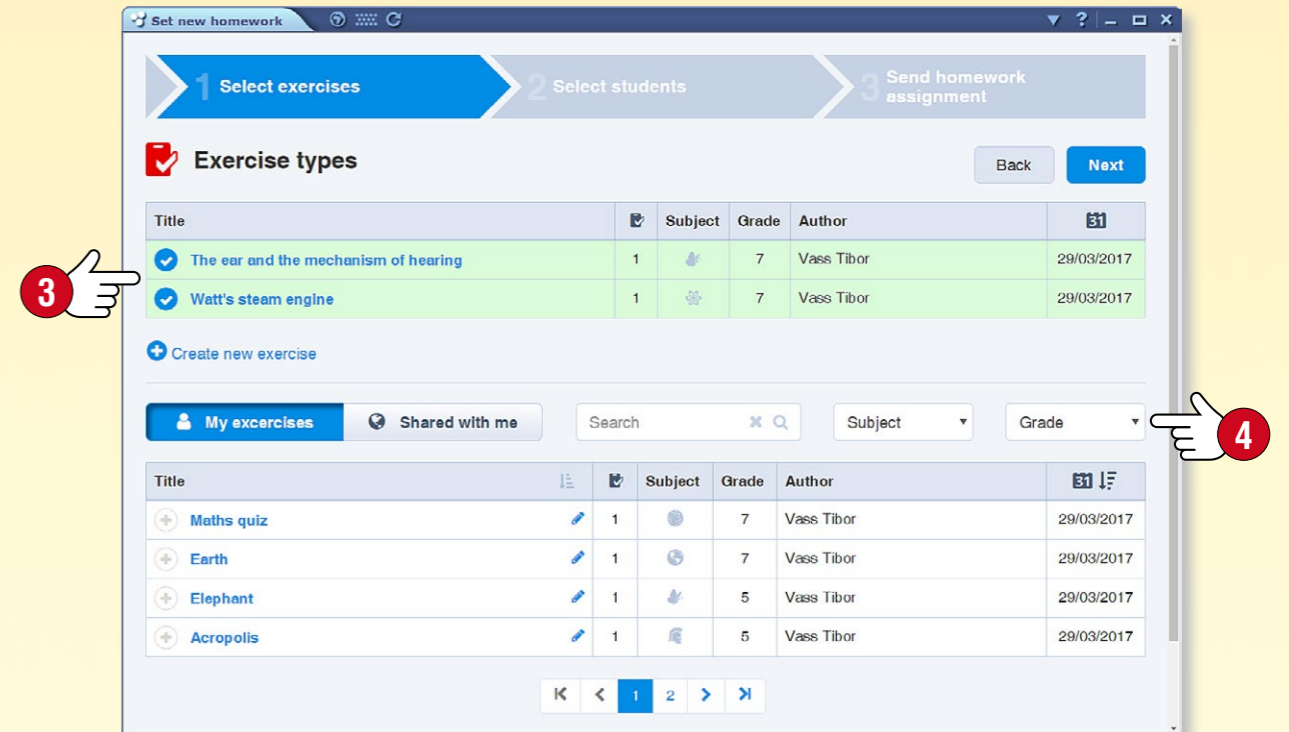 Set new homework
?
1 Select exercises
2 Select students
3 Send homework
assignment
Exercise types
Back
Next
Title Subject Grade Author 31
The ear and the mechanism of hearing 1 7 Vass Tibor 29/03/2017
3
Watt's steam engine 1 7 Vass Tibor 29/03/2017
Create new exercise
My excercises
Shared with me
Search
Subject
Grade
4
Title Subject Grade Author 31
Maths quiz 1 7 Vass Tibor 29/03/2017
Earth 1 7 Vass Tibor 29/03/2017
Elephant 1 5 Vass Tibor 29/03/2017
Acropolis 1 5 Vass Tibor 29/03/2017
1 2